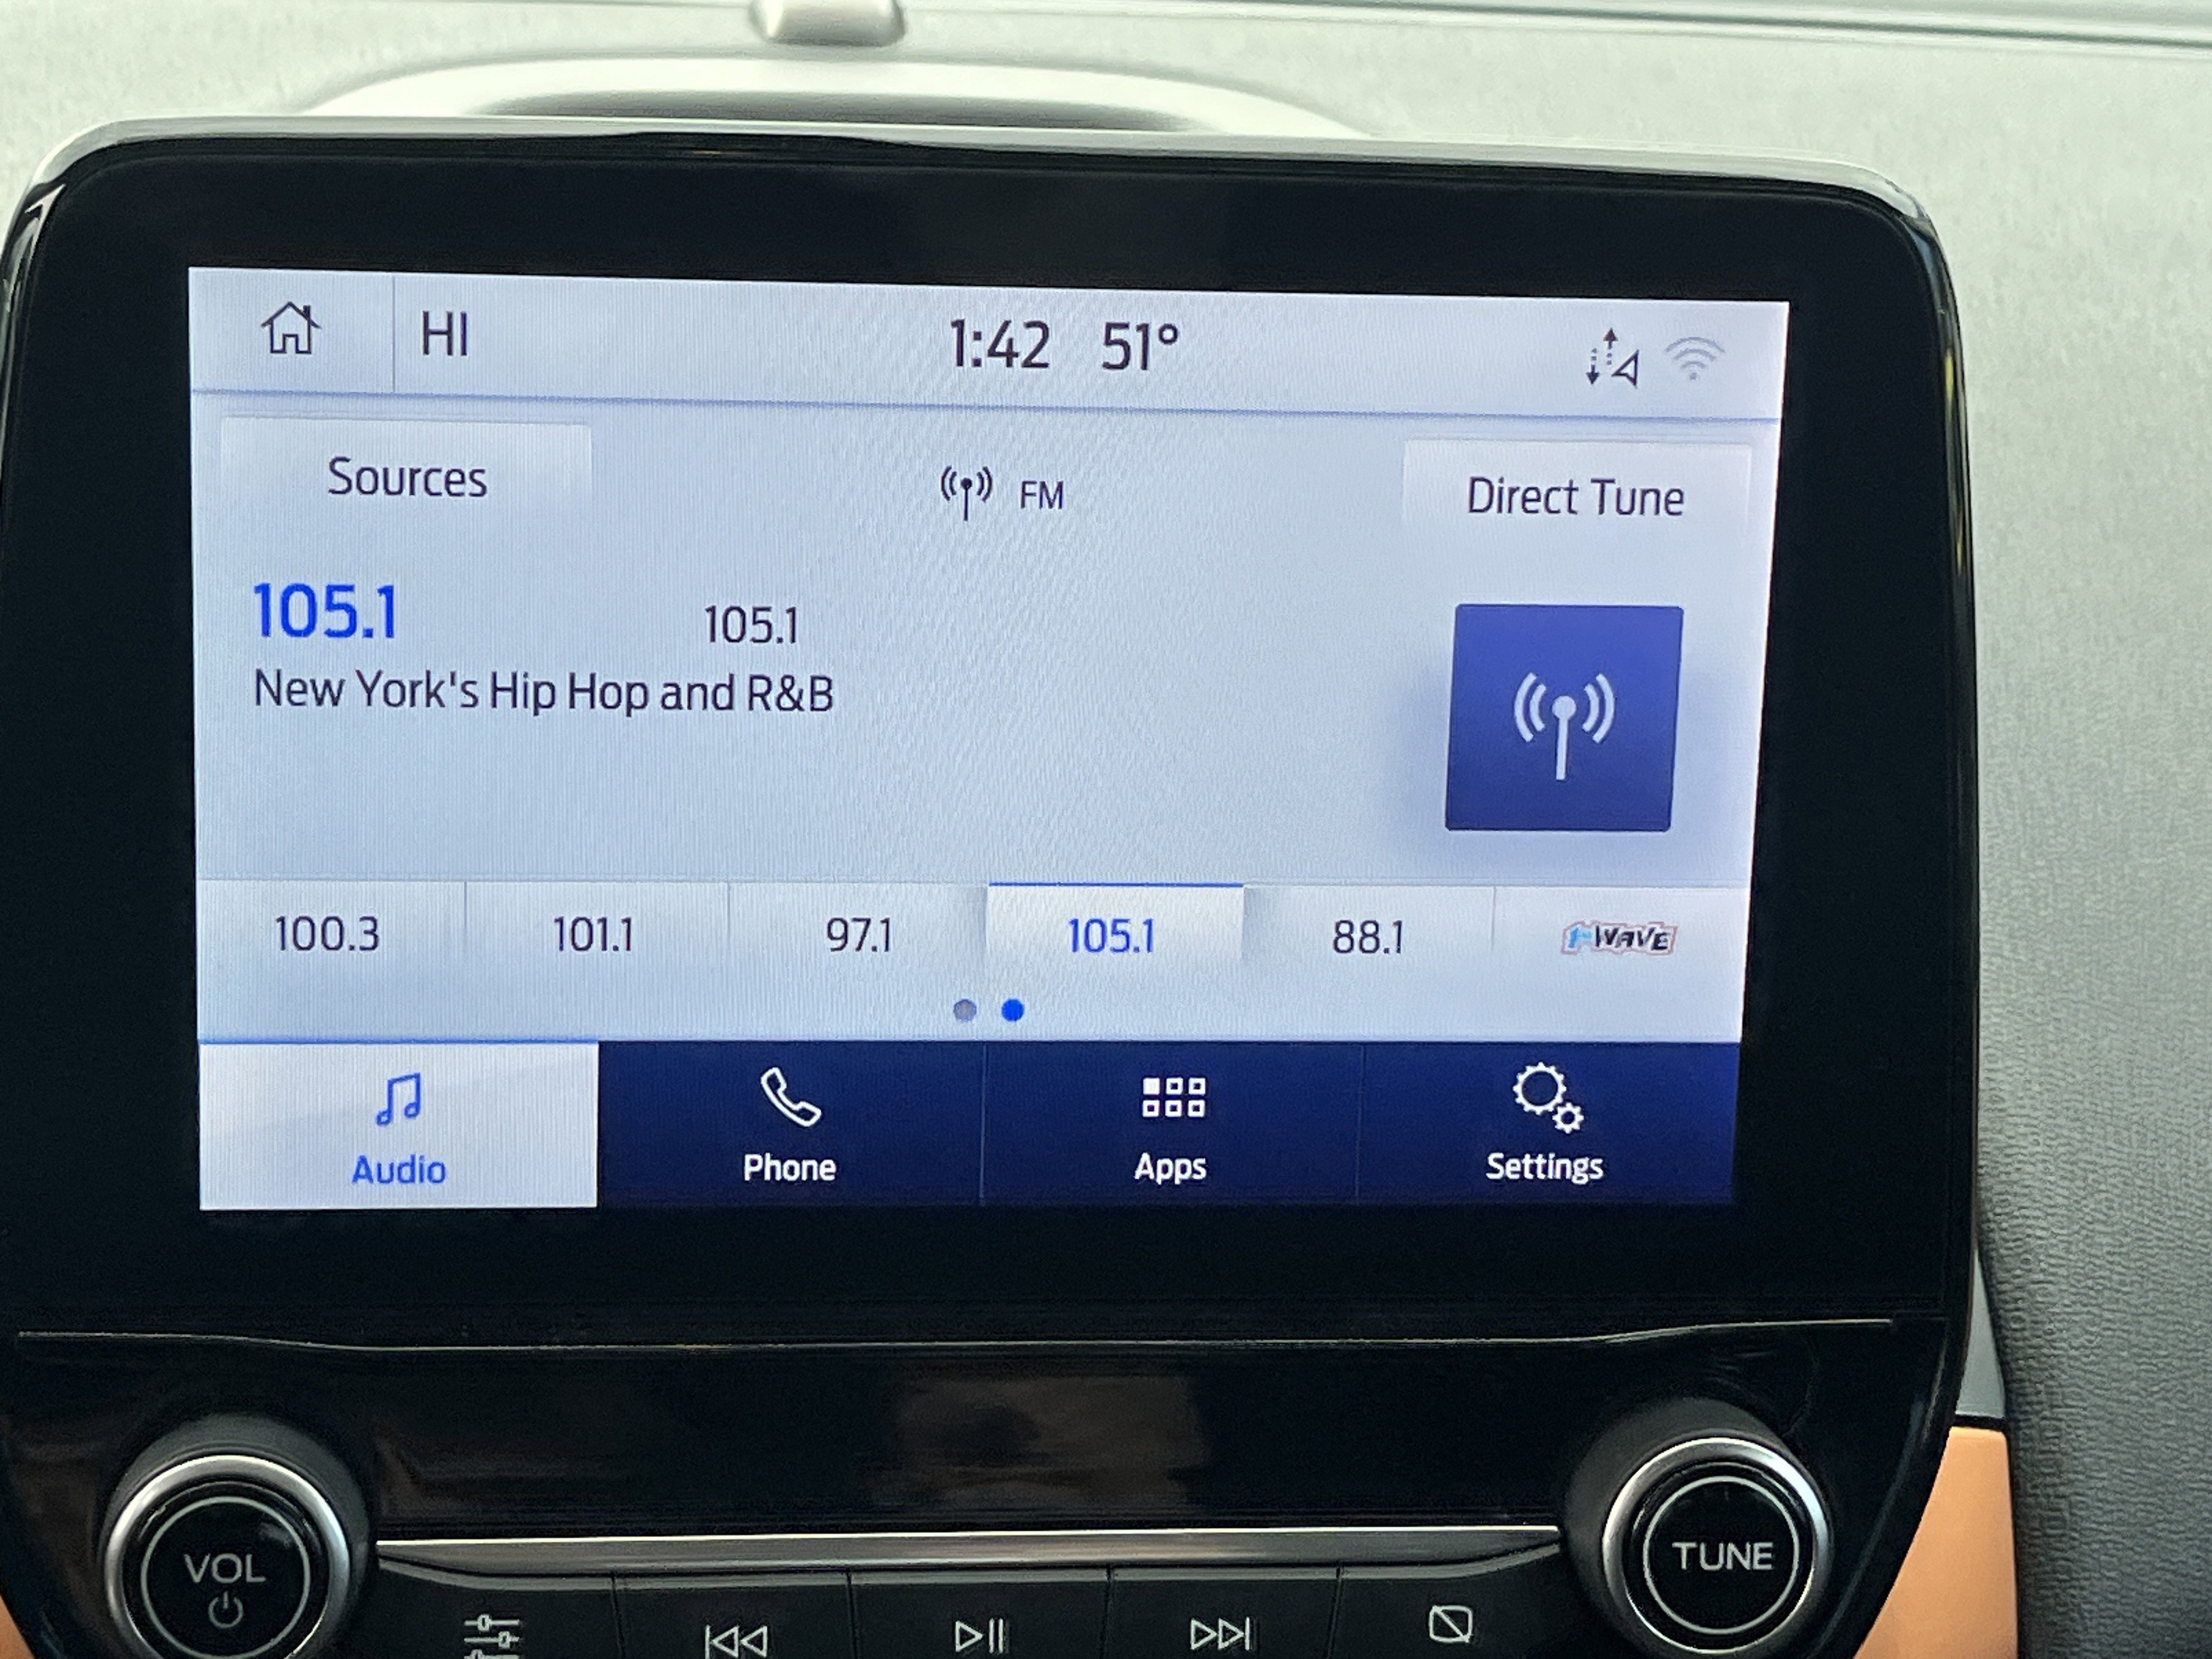 HI 1:42 51°
Sources FM Direct Tune
105.1 105.1
New York's Hip Hop and R&B
100.3 101.1 97.1 105.1 88.1 1st WAVE
Audio Phone Apps Settings
VOL TUNE